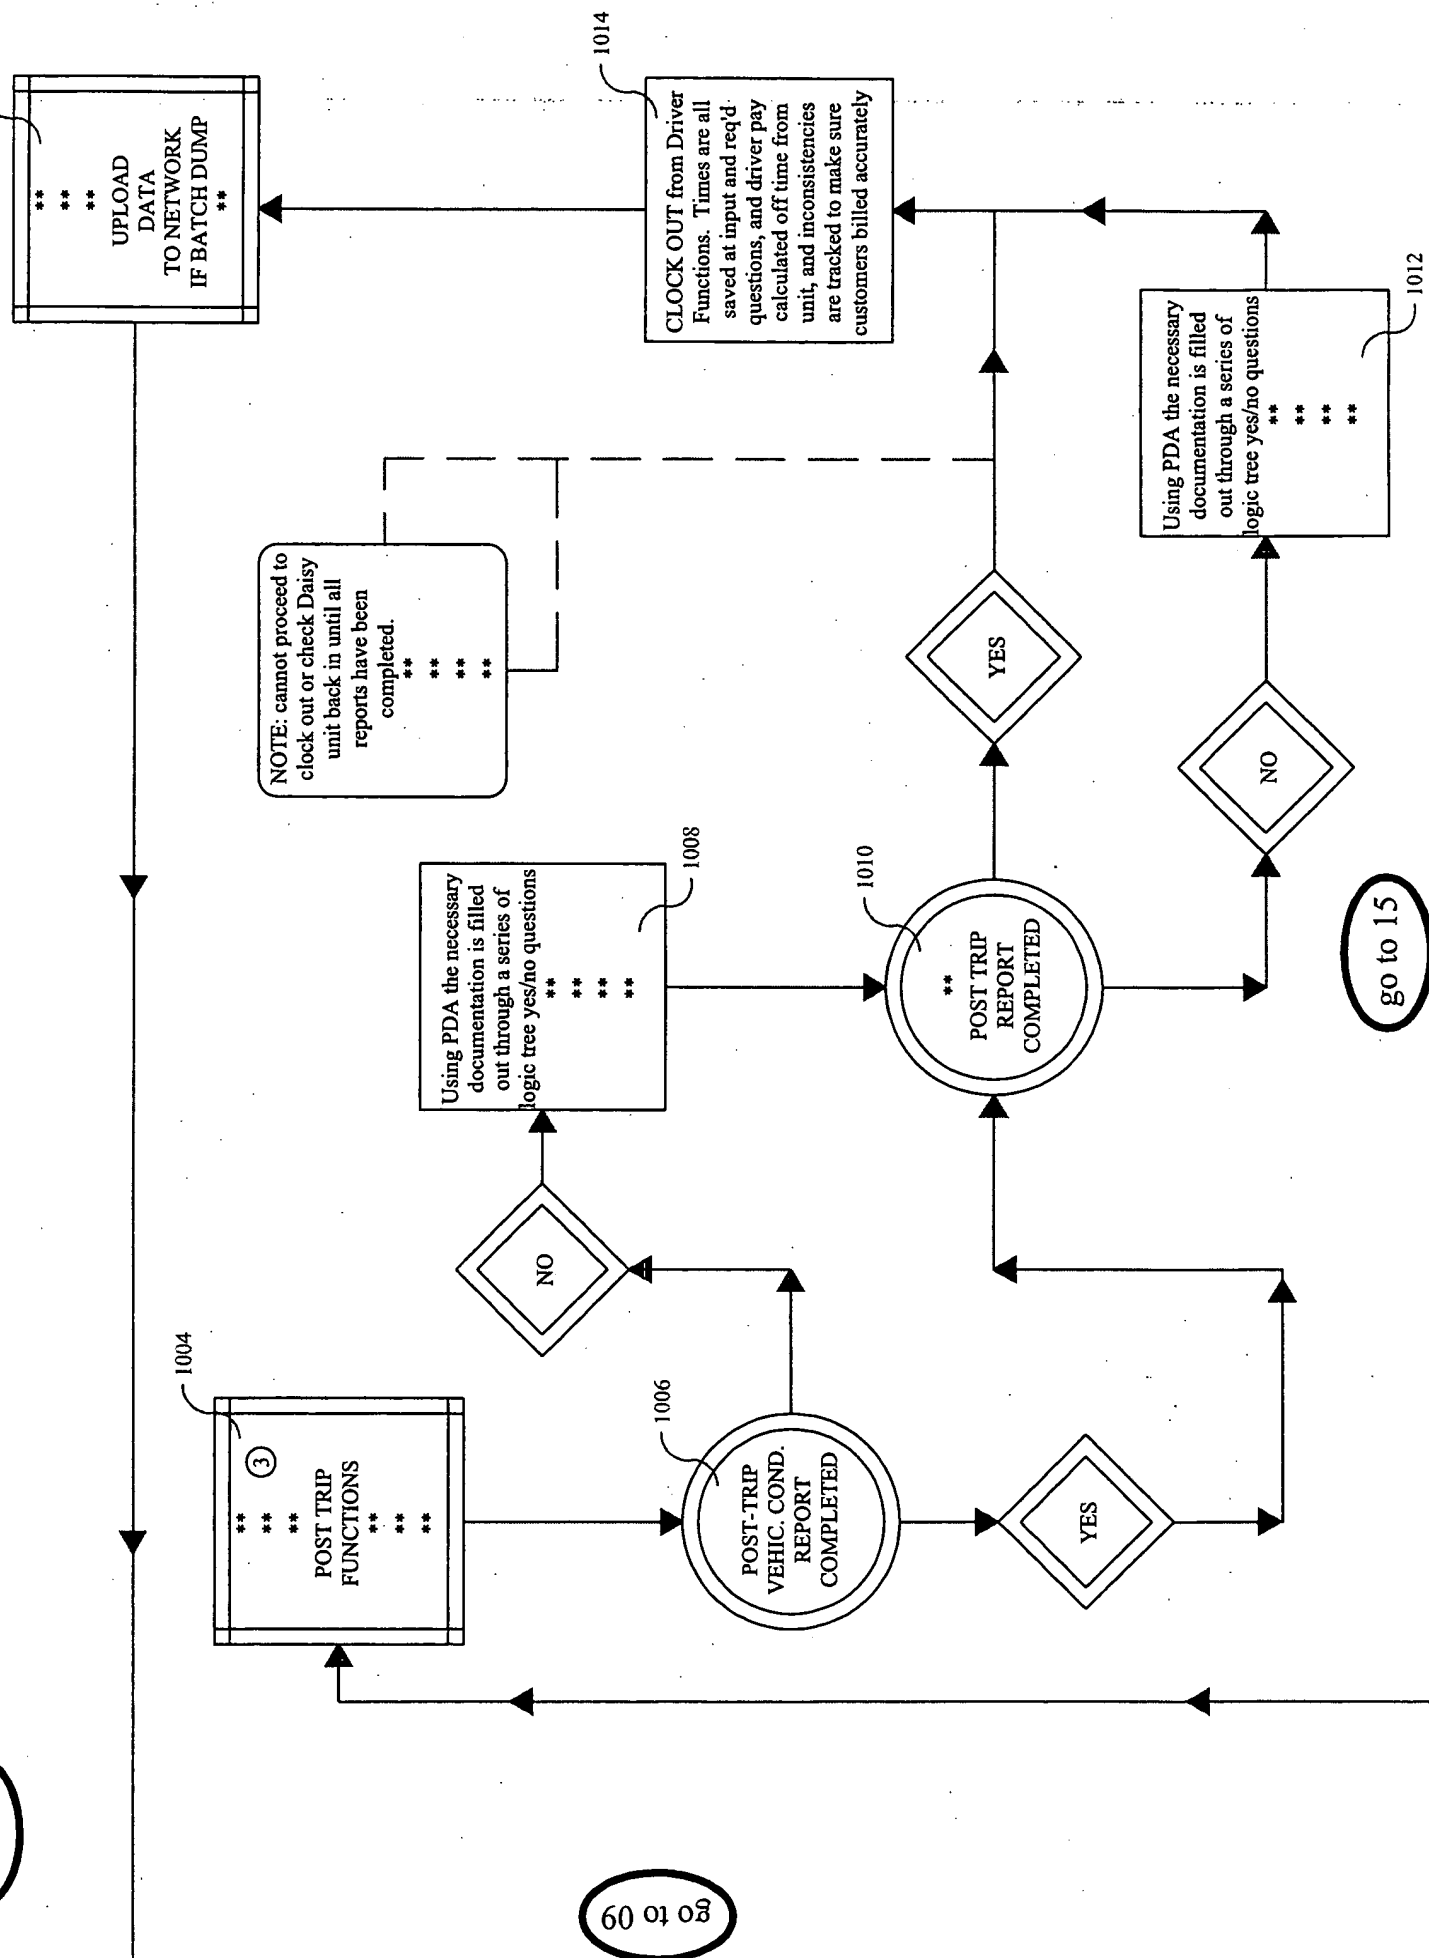 **
**
**
UPLOAD
DATA
TO NETWORK
IF BATCH DUMP
**
1014
CLOCK OUT from Driver
Functions. Times are all
saved at input and req'd
questions, and driver pay
calculated off time from
unit, and inconsistencies
are tracked to make sure
customers billed accurately
NOTE: cannot proceed to
clock out or check Daisy
unit back in until all
reports have been
completed.
**
**
**
**
1004
**
**
**
3
POST TRIP
FUNCTIONS
**
**
**
1006
POST-TRIP
VEHIC. COND.
REPORT
COMPLETED
NO
YES
1008
Using PDA the necessary
documentation is filled
out through a series of
logic tree yes/no questions
**
**
**
**
1010
**
POST TRIP
REPORT
COMPLETED
YES
NO
1012
Using PDA the necessary
documentation is filled
out through a series of
logic tree yes/no questions
**
**
**
**
go to 15
go to 09